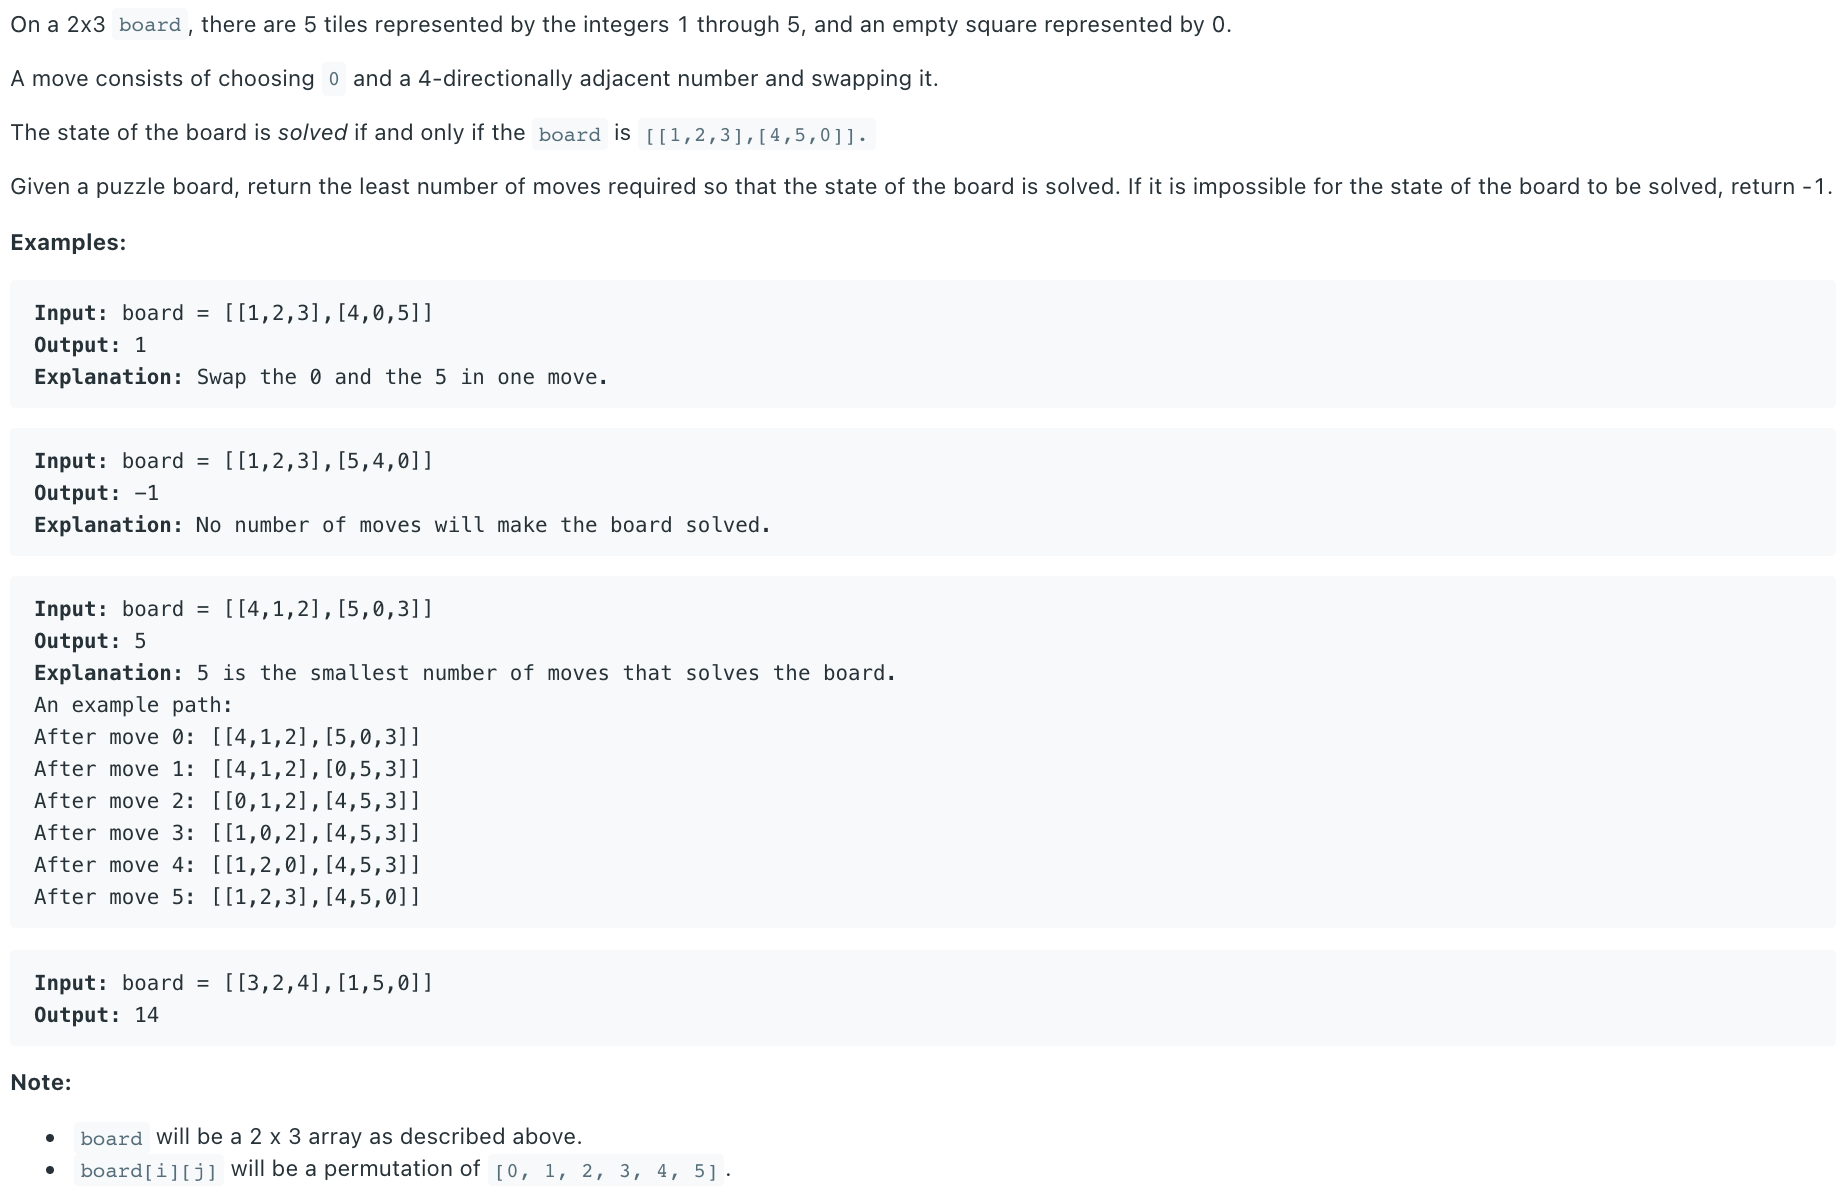 On a 2x3 board, there are 5 tiles represented by the integers 1 through 5, and an empty square represented by 0.
A move consists of choosing 0 and a 4-directionally adjacent number and swapping it.
The state of the board is solved if and only if the board is [[1,2,3],[4,5,0]].
Given a puzzle board, return the least number of moves required so that the state of the board is solved. If it is impossible for the state of the board to be solved, return -1.
Examples:
Input: board = [[1,2,3],[4,0,5]]
Output: 1
Explanation: Swap the 0 and the 5 in one move.
Input: board = [[1,2,3],[5,4,0]]
Output: −1
Explanation: No number of moves will make the board solved.
Input: board = [[4,1,2],[5,0,3]]
Output: 5
Explanation: 5 is the smallest number of moves that solves the board.
An example path:
After move 0: [[4,1,2],[5,0,3]]
After move 1: [[4,1,2],[0,5,3]]
After move 2: [[0,1,2],[4,5,3]]
After move 3: [[1,0,2],[4,5,3]]
After move 4: [[1,2,0],[4,5,3]]
After move 5: [[1,2,3],[4,5,0]]
Input: board = [[3,2,4],[1,5,0]]
Output: 14
Note:
• board will be a 2 x 3 array as described above.
• board[i][j] will be a permutation of [0, 1, 2, 3, 4, 5].